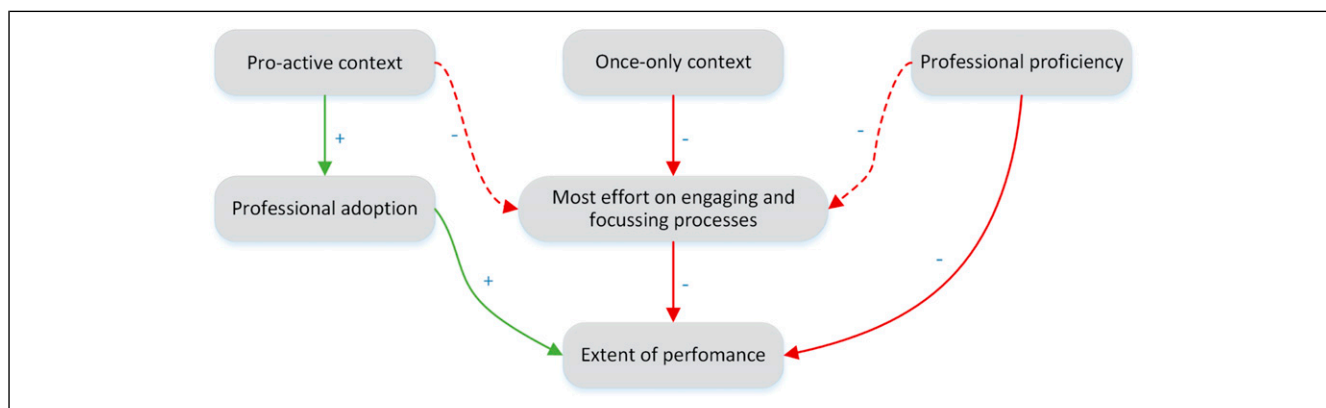 Pro-active context
Once-only context
Professional proficiency
+
-
-
-
Professional adoption
Most effort on engaging and
focussing processes
+
-
-
Extent of perfomance